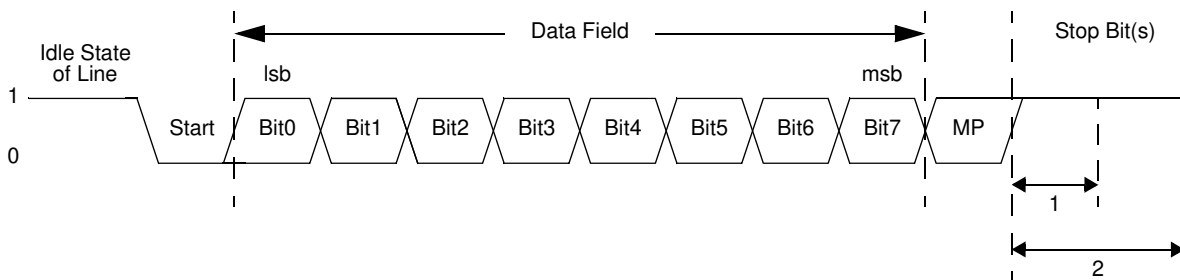 Data Field
Stop Bit(s)
Idle State
of Line
lsb
msb
1
Start
Bit0
Bit1
Bit2
Bit3
Bit4
Bit5
Bit6
Bit7
MP
0
1
2